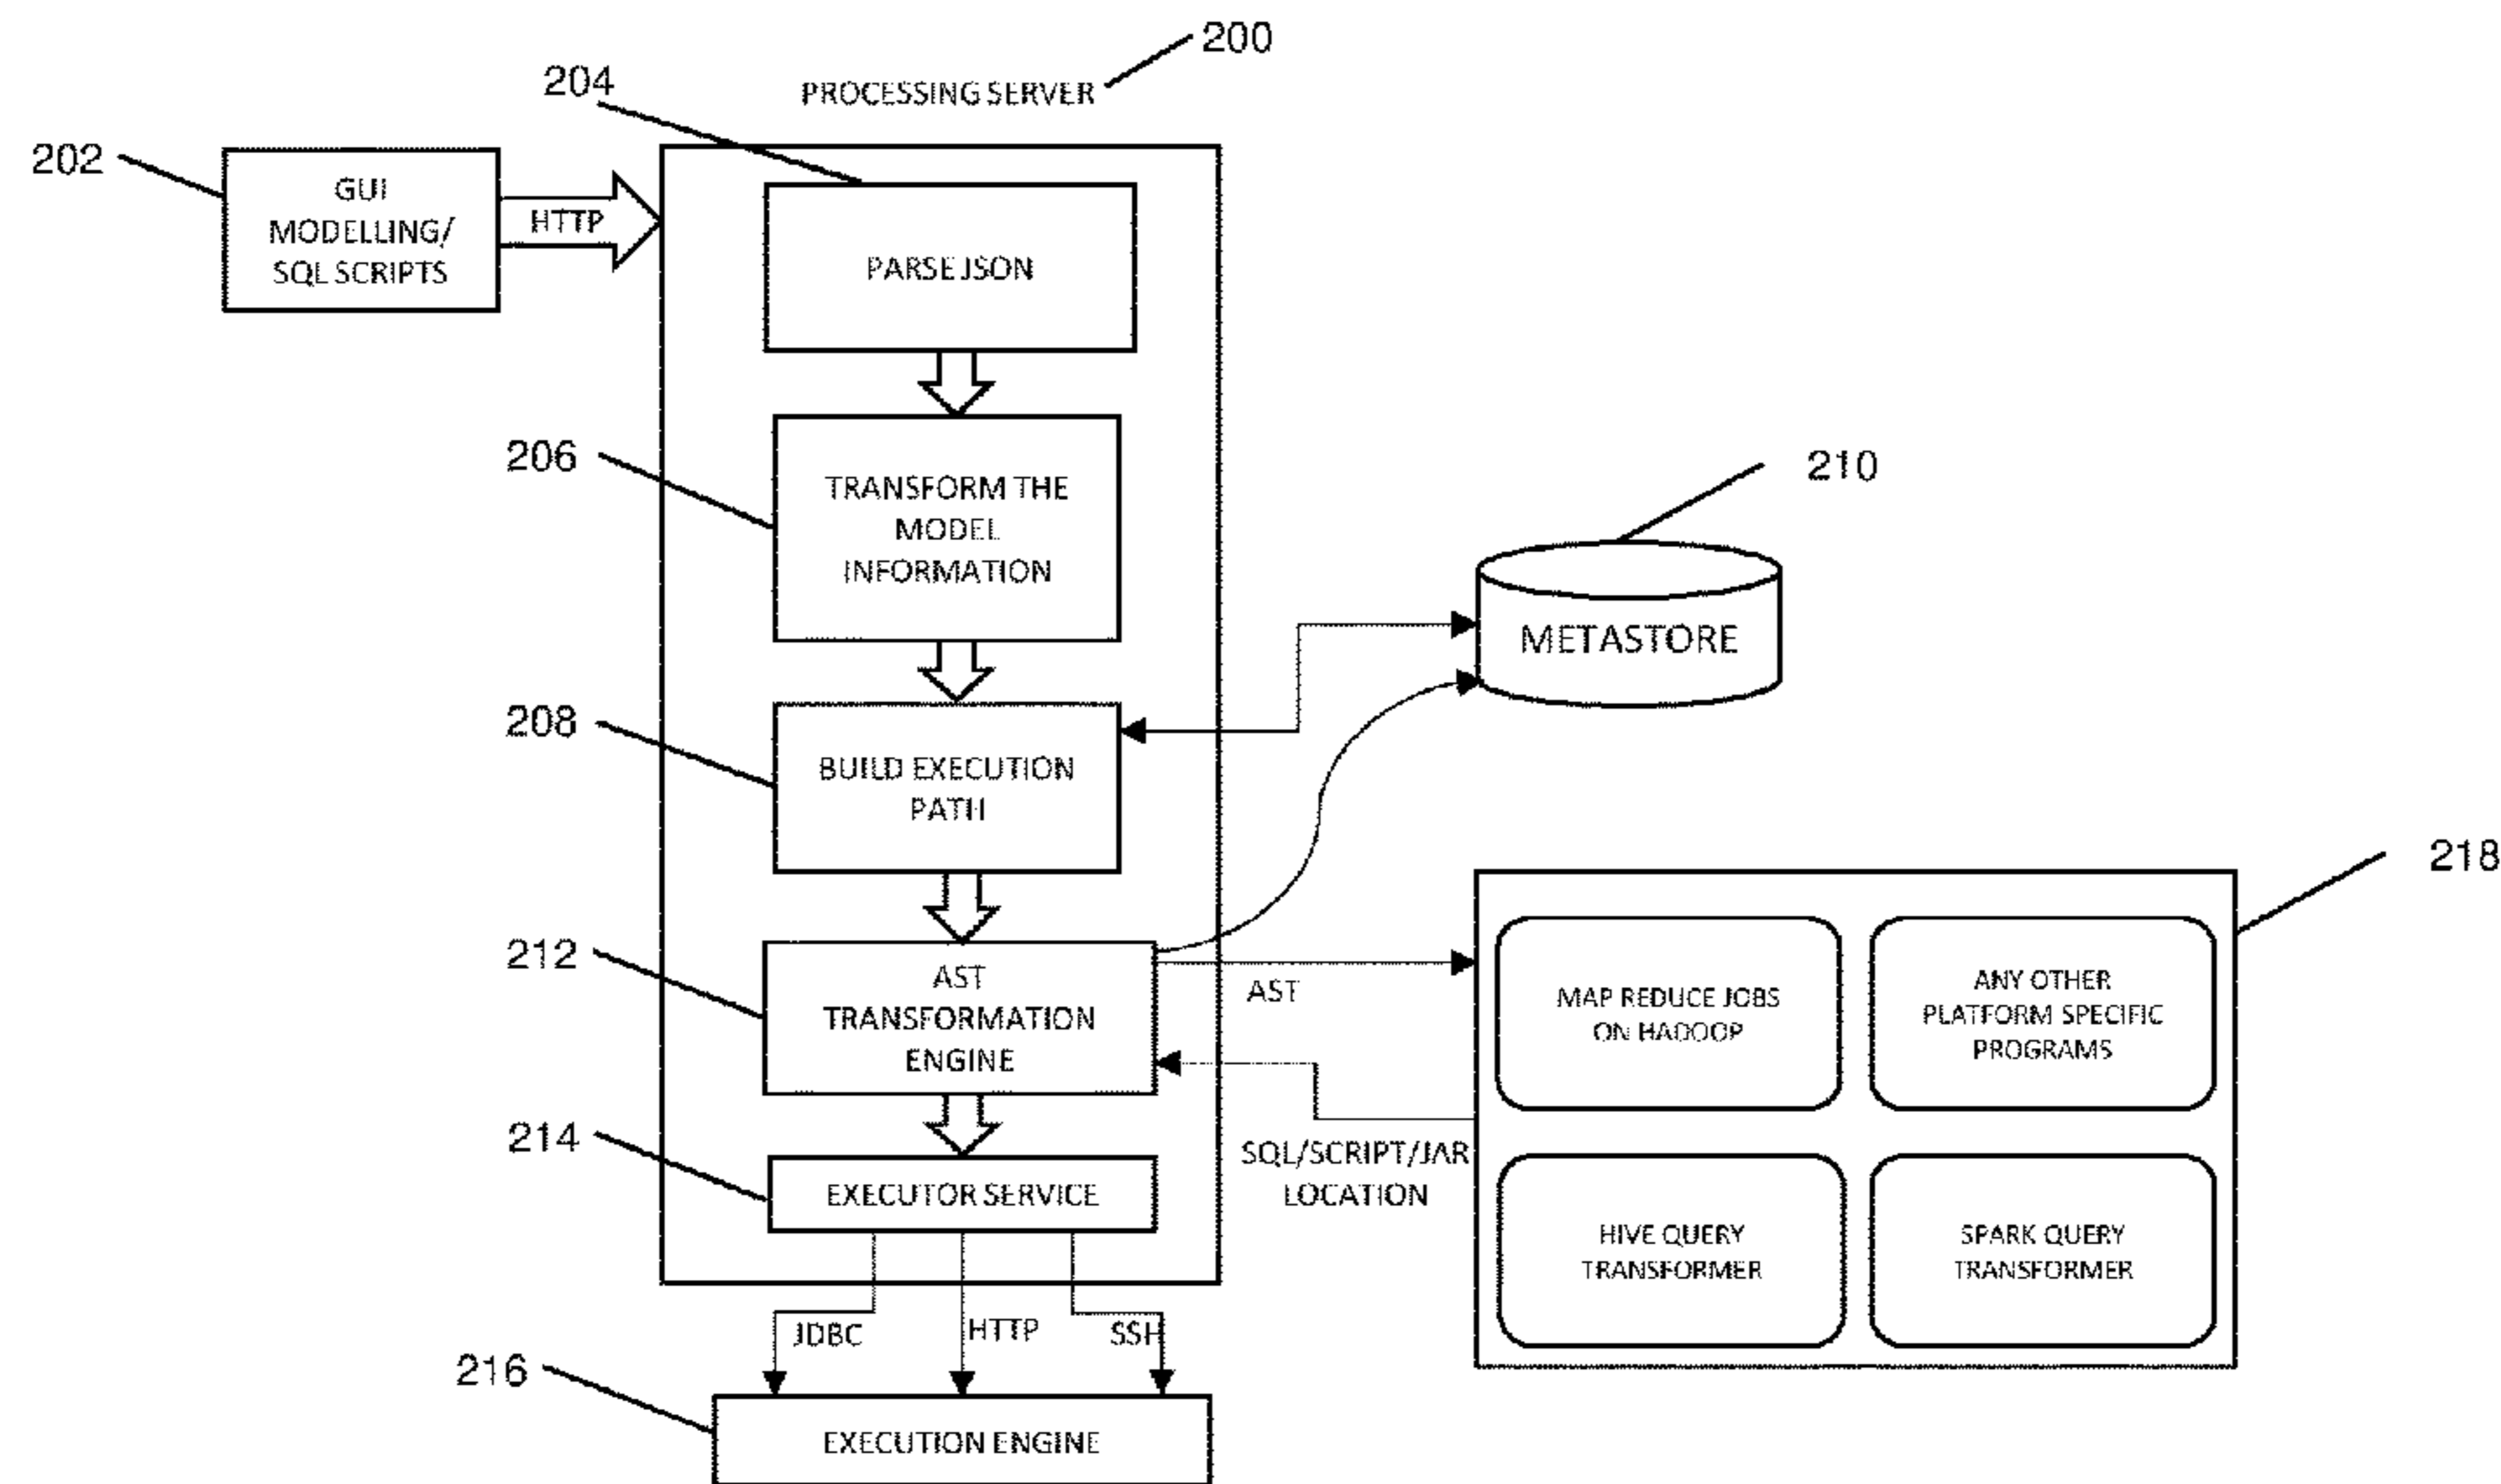 200
PROCESSING SERVER
204
202
GUI
MODELLING/
SQL SCRIPTS
HTTP
PARSE JSON
206
TRANSFORM THE
MODEL
INFORMATION
210
METASTORE
208
BUILD EXECUTION
PATH
218
212
AST
TRANSFORMATION
ENGINE
AST
MAP REDUCE JOBS
ON HADOOP
ANY OTHER
PLATFORM SPECIFIC
PROGRAMS
214
EXECUTOR SERVICE
SQL/SCRIPT/JAR
LOCATION
HIVE QUERY
TRANSFORMER
SPARK QUERY
TRANSFORMER
JDBC
HTTP
SSH
216
EXECUTION ENGINE